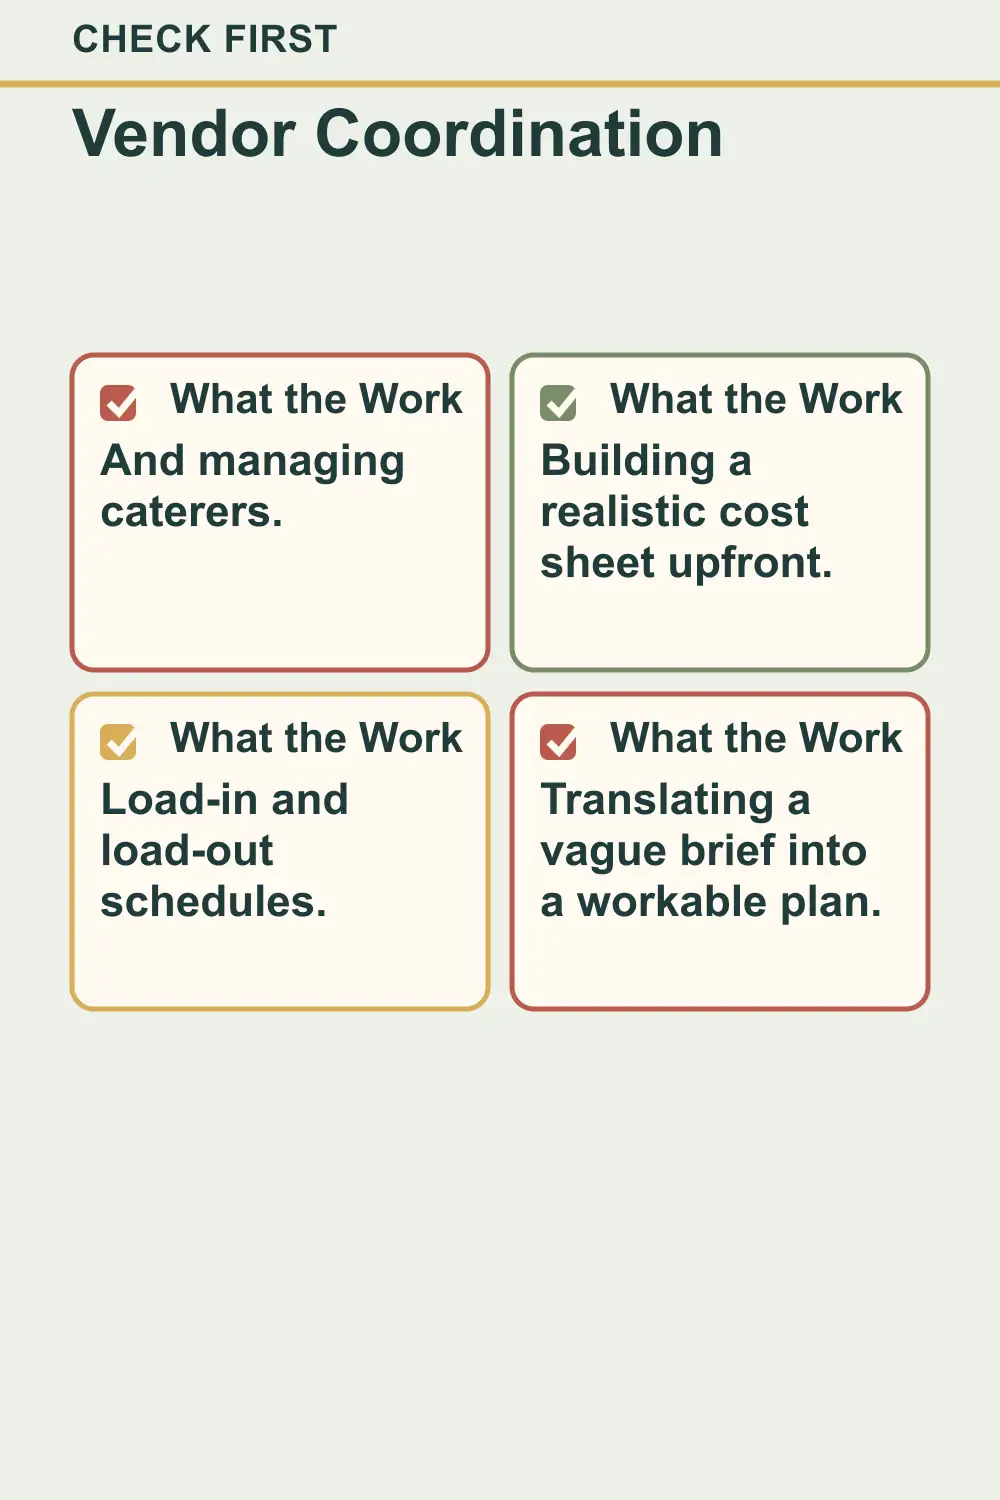 CHECK FIRST
Vendor Coordination
What the Work
And managing
caterers.
What the Work
Building a
realistic cost
sheet upfront.
What the Work
Load-in and
load-out
schedules.
What the Work
Translating a
vague brief into
a workable plan.